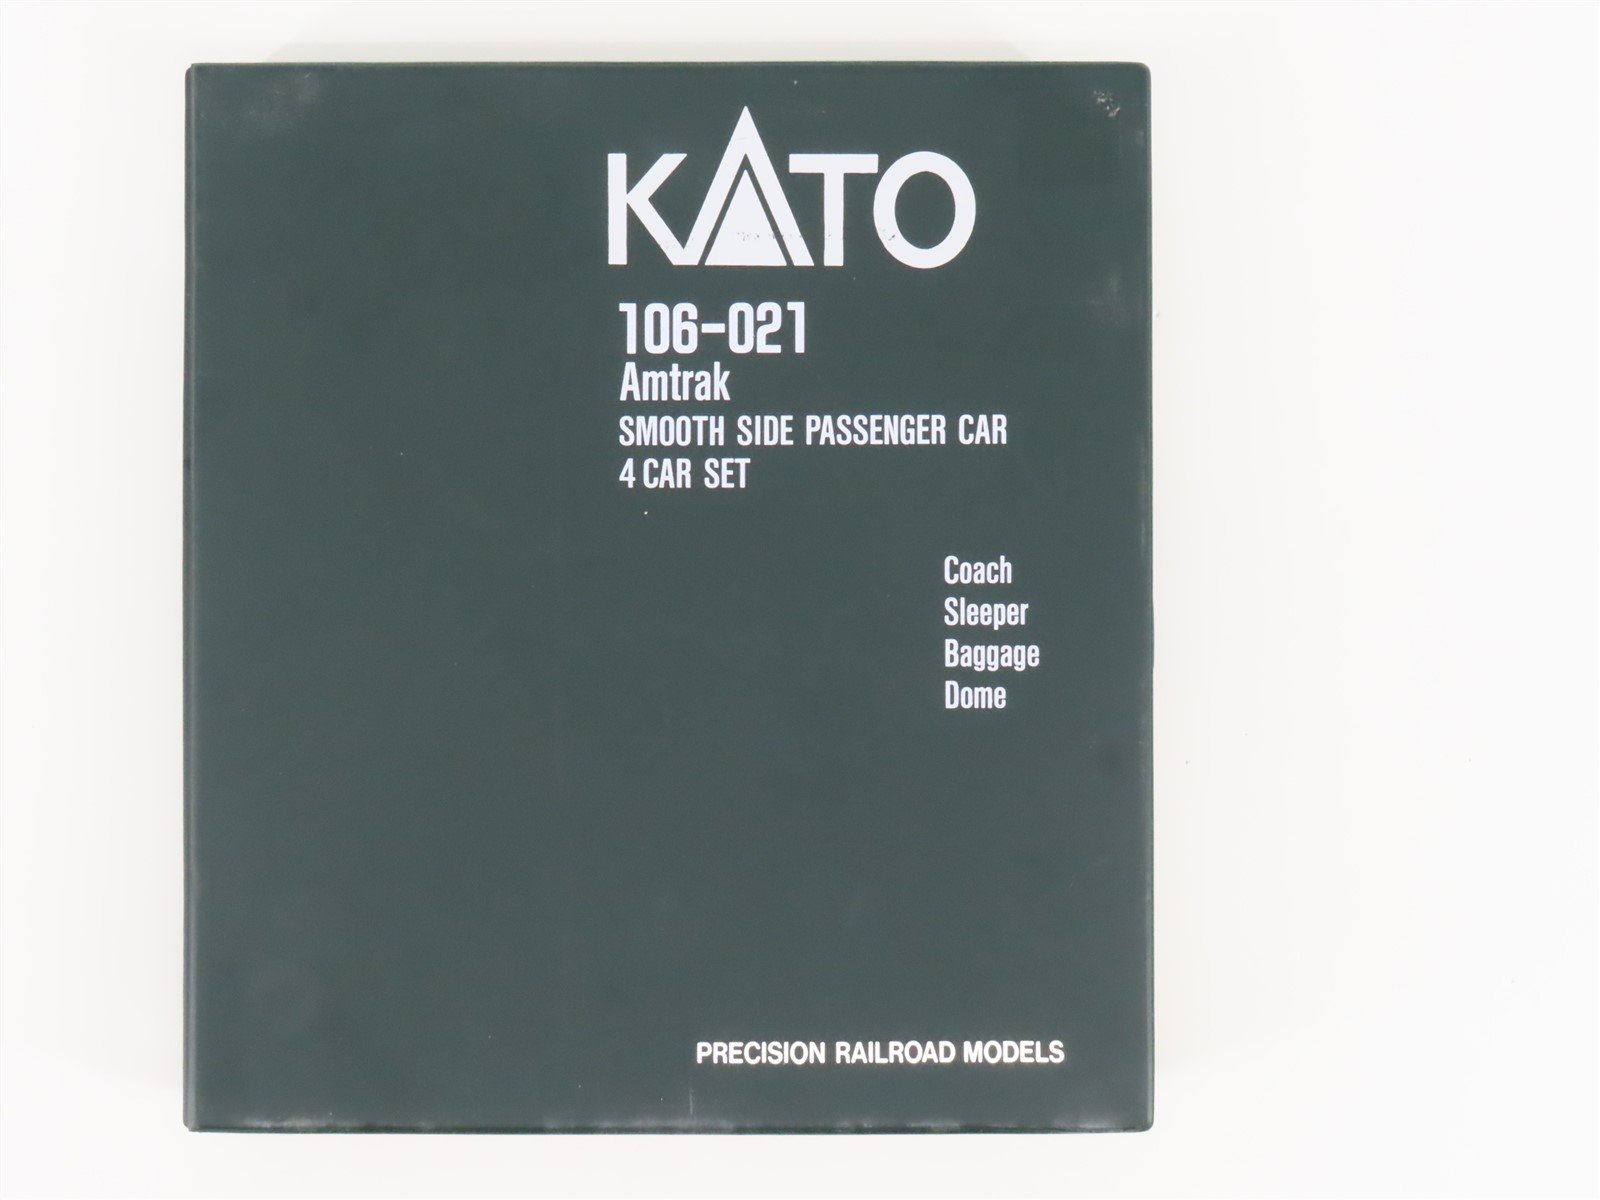 KATO
106-021
Amtrak
SMOOTH SIDE PASSENGER CAR
4 CAR SET
Coach
Sleeper
Baggage
Dome
PRECISION RAILROAD MODELS